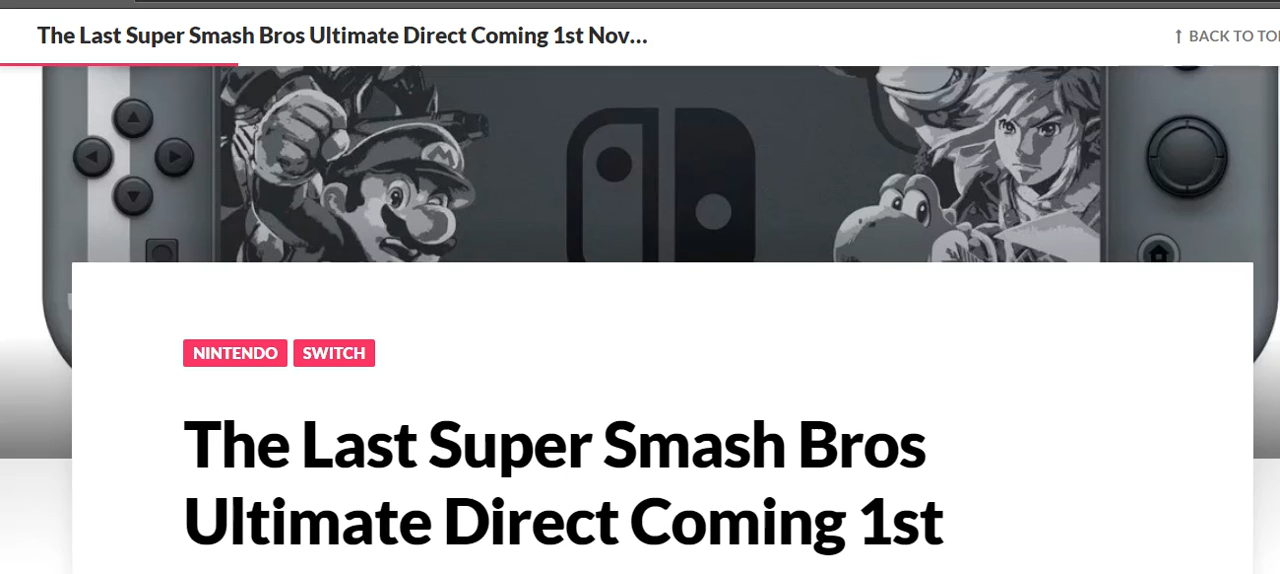 The Last Super Smash Bros Ultimate Direct Coming 1st Nov...
↑ BACK TO TO
NINTENDO SWITCH
The Last Super Smash Bros
Ultimate Direct Coming 1st